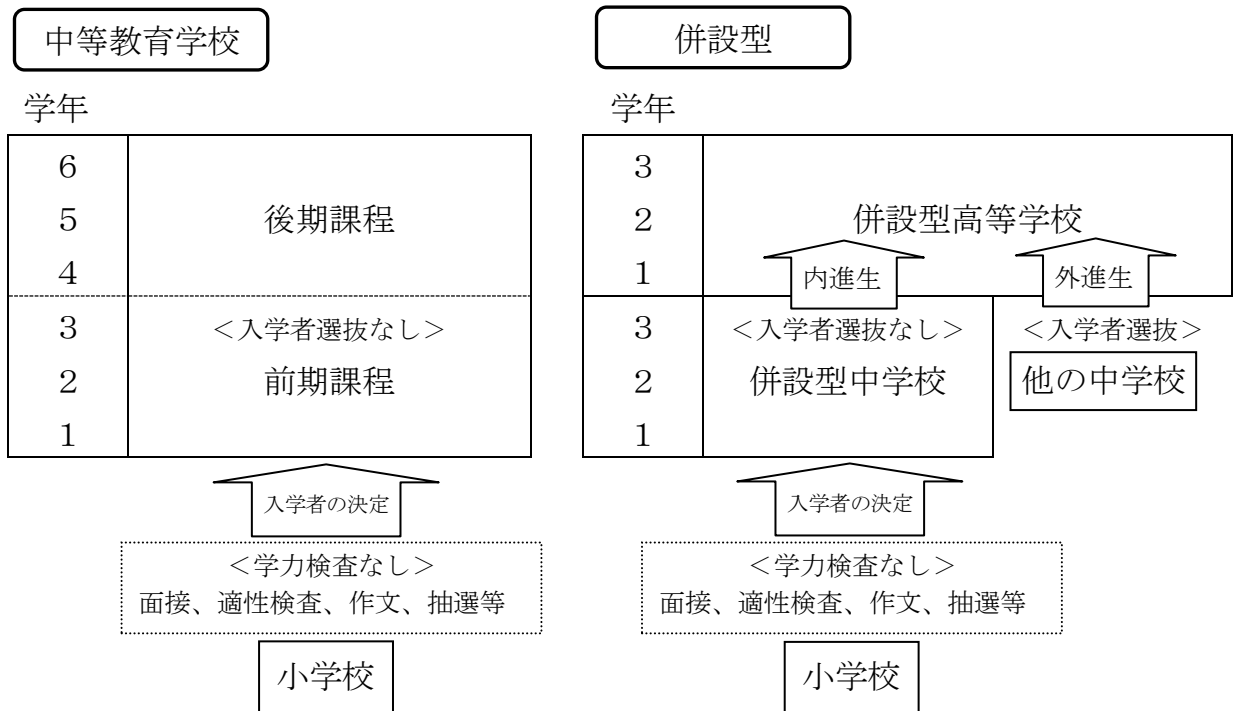 中等教育学校
学年
6
5
後期課程
4
3
<入学者選抜なし>
2
前期課程
1
入学者の決定
<学力検査なし>
面接、適性検査、作文、抽選等
小学校
併設型
学年
3
2
併設型高等学校
1
内進生
外進生
3
<入学者選抜なし>
<入学者選抜>
2
併設型中学校
他の中学校
1
入学者の決定
<学力検査なし>
面接、適性検査、作文、抽選等
小学校